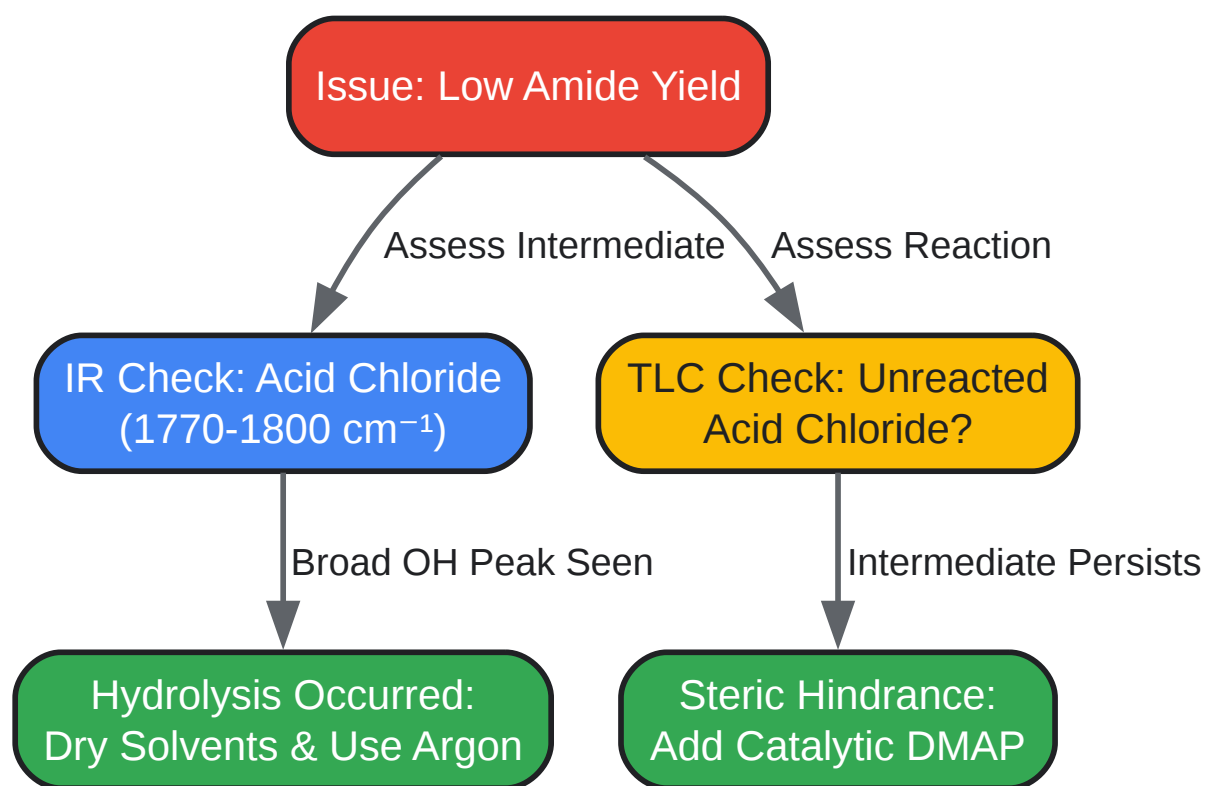 Issue: Low Amide Yield
Assess Intermediate
Assess Reaction
IR Check: Acid Chloride
(1770-1800 cm⁻¹)
TLC Check: Unreacted
Acid Chloride?
Broad OH Peak Seen
Intermediate Persists
Hydrolysis Occurred:
Dry Solvents & Use Argon
Steric Hindrance:
Add Catalytic DMAP